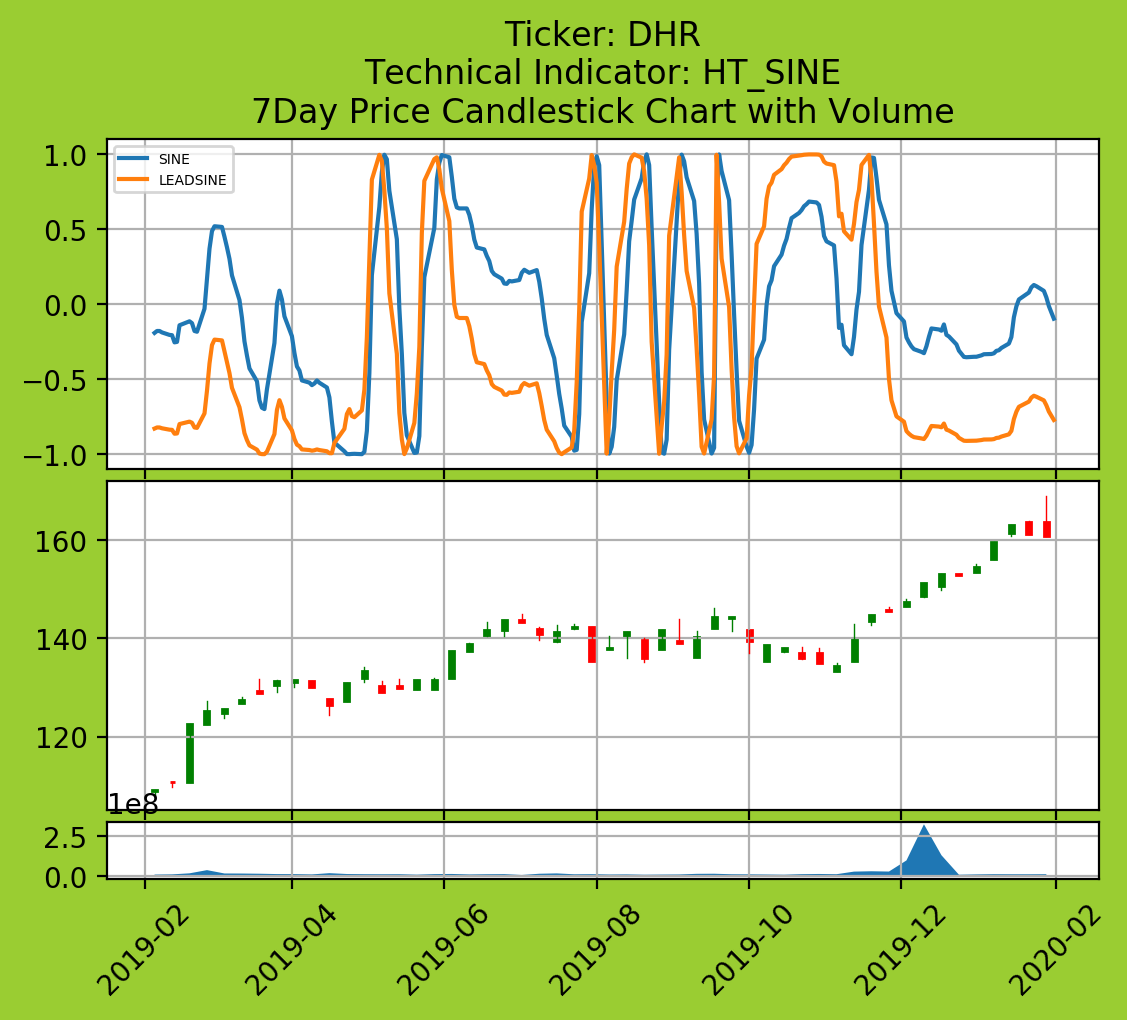 Ticker: DHR
Technical Indicator: HT_SINE
7Day Price Candlestick Chart with Volume
1.0
0.5
0.0
−0.5
−1.0
SINE
LEADSINE
160
140
120
1e8
2.5
0.0
2019-02
2019-04
2019-06
2019-08
2019-10
2019-12
2020-02